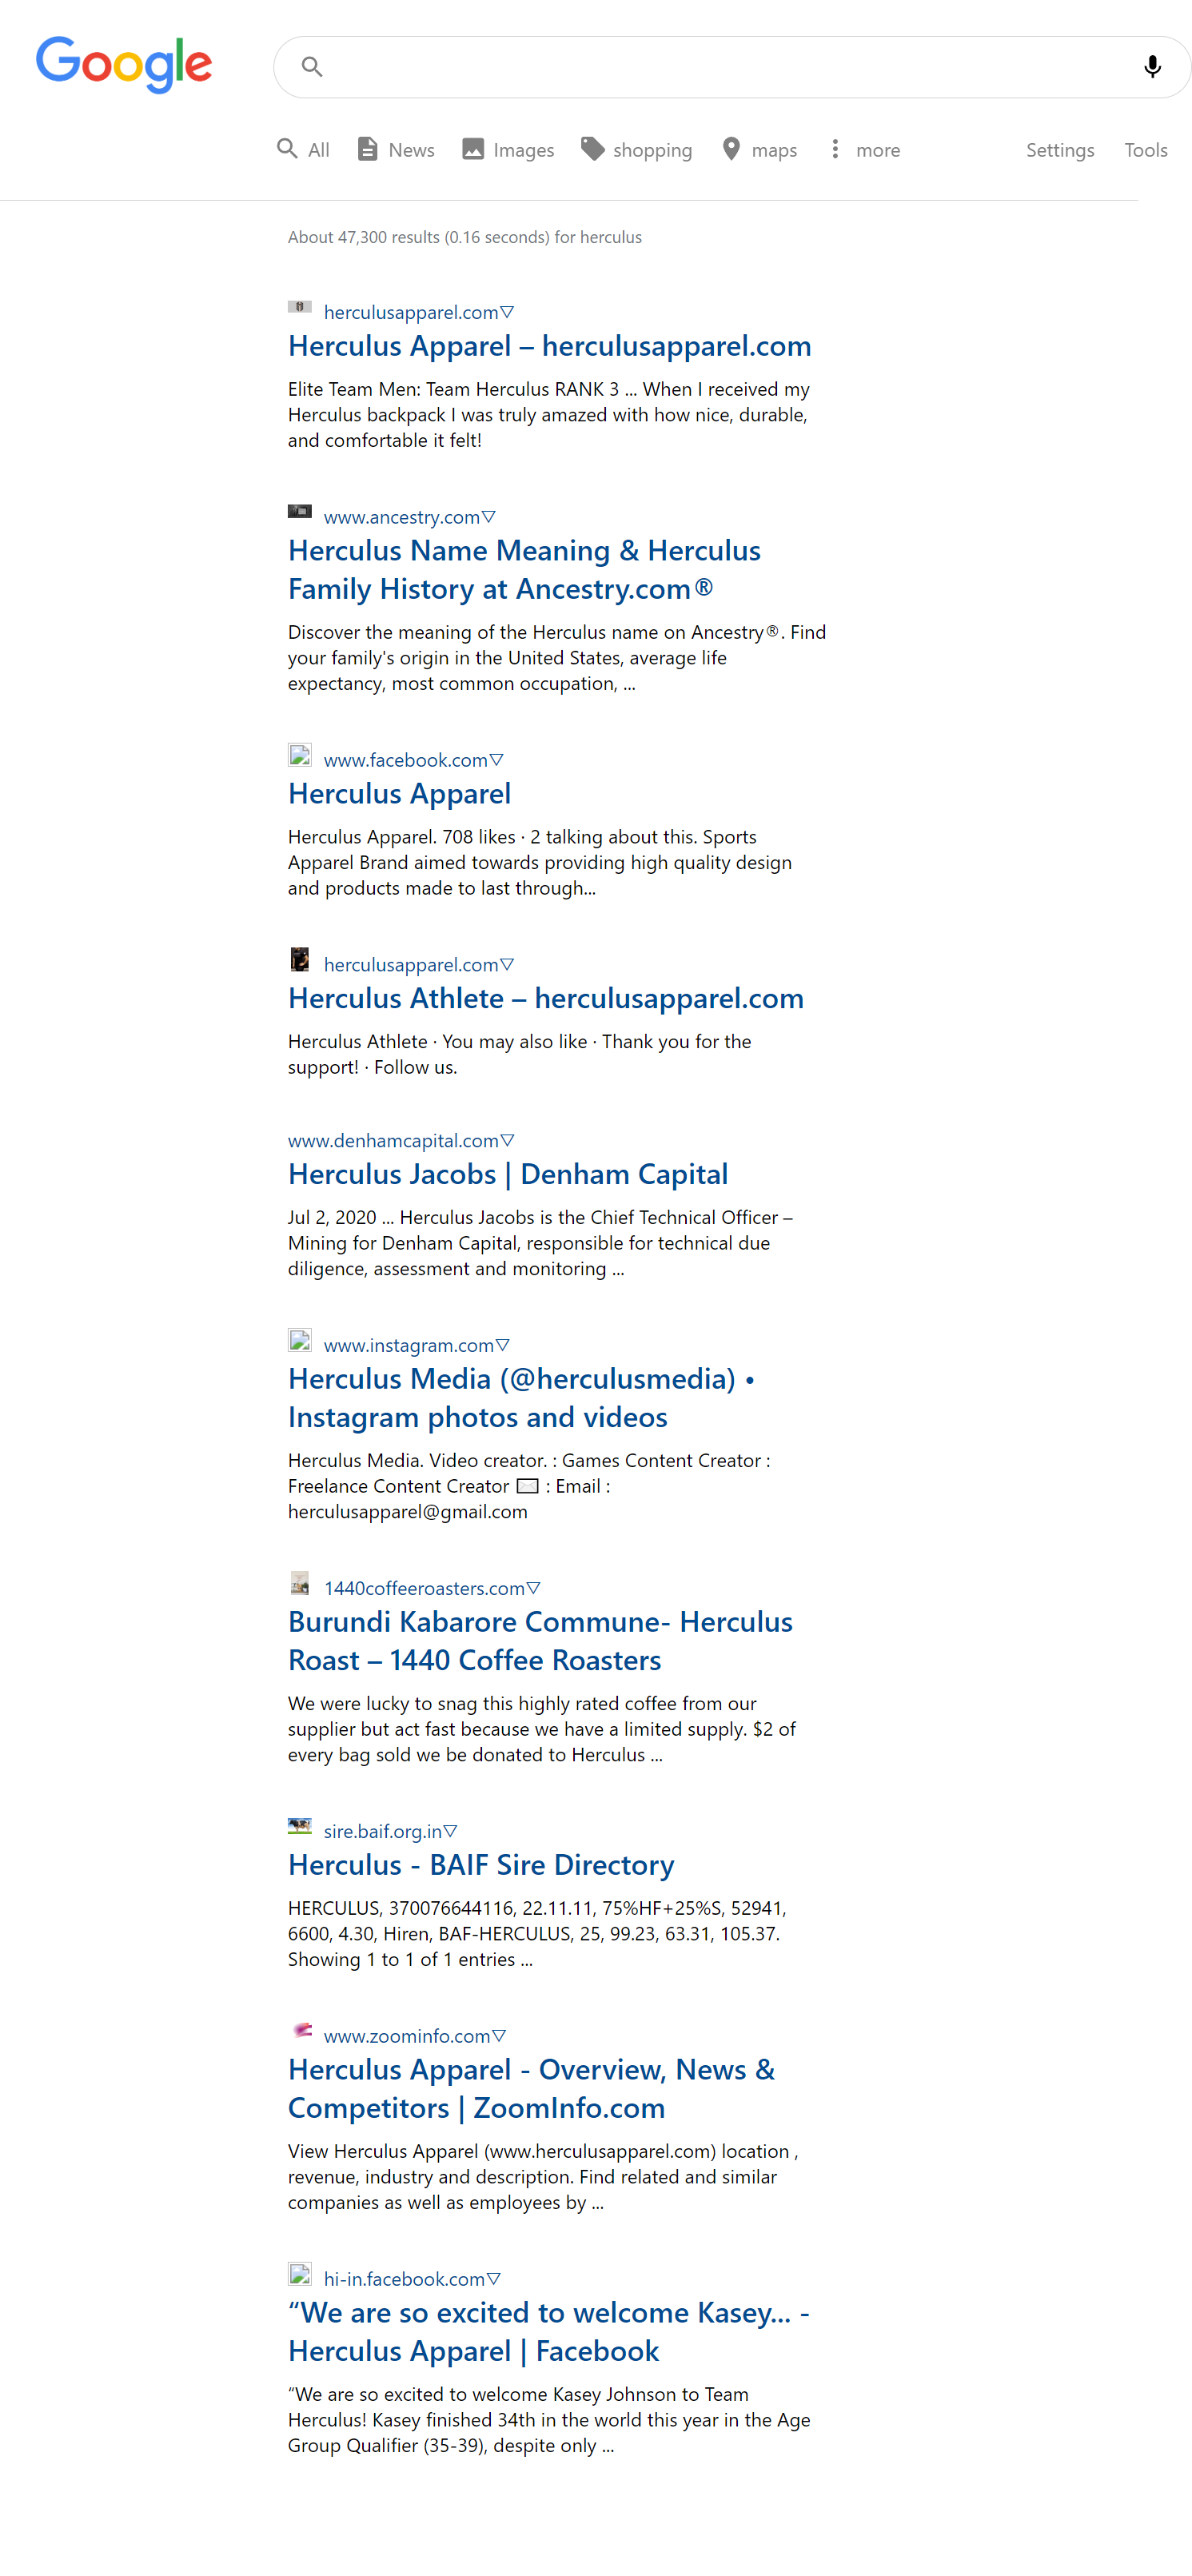 Google
All News Images shopping maps more Settings Tools
About 47,300 results (0.16 seconds) for herculus
herculusapparel.com▽
Herculus Apparel – herculusapparel.com
Elite Team Men: Team Herculus RANK 3 ... When I received my
Herculus backpack I was truly amazed with how nice, durable,
and comfortable it felt!
www.ancestry.com▽
Herculus Name Meaning & Herculus
Family History at Ancestry.com®
Discover the meaning of the Herculus name on Ancestry®. Find
your family's origin in the United States, average life
expectancy, most common occupation, ...
www.facebook.com▽
Herculus Apparel
Herculus Apparel. 708 likes · 2 talking about this. Sports
Apparel Brand aimed towards providing high quality design
and products made to last through...
herculusapparel.com▽
Herculus Athlete – herculusapparel.com
Herculus Athlete · You may also like · Thank you for the
support! · Follow us.
www.denhamcapital.com▽
Herculus Jacobs | Denham Capital
Jul 2, 2020 ... Herculus Jacobs is the Chief Technical Officer –
Mining for Denham Capital, responsible for technical due
diligence, assessment and monitoring ...
www.instagram.com▽
Herculus Media (@herculusmedia) •
Instagram photos and videos
Herculus Media. Video creator. : Games Content Creator :
Freelance Content Creator ✉️ : Email :
herculusapparel@gmail.com
1440coffeeroasters.com▽
Burundi Kabarore Commune- Herculus
Roast – 1440 Coffee Roasters
We were lucky to snag this highly rated coffee from our
supplier but act fast because we have a limited supply. $2 of
every bag sold we be donated to Herculus ...
sire.baif.org.in▽
Herculus - BAIF Sire Directory
HERCULUS, 370076644116, 22.11.11, 75%HF+25%S, 52941,
6600, 4.30, Hiren, BAF-HERCULUS, 25, 99.23, 63.31, 105.37.
Showing 1 to 1 of 1 entries ...
www.zoominfo.com▽
Herculus Apparel - Overview, News &
Competitors | ZoomInfo.com
View Herculus Apparel (www.herculusapparel.com) location ,
revenue, industry and description. Find related and similar
companies as well as employees by ...
hi-in.facebook.com▽
“We are so excited to welcome Kasey... -
Herculus Apparel | Facebook
“We are so excited to welcome Kasey Johnson to Team
Herculus! Kasey finished 34th in the world this year in the Age
Group Qualifier (35-39), despite only ...